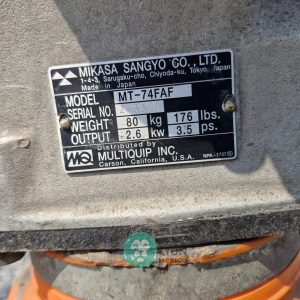 MIKASA SANGYO CO., LTD.
1-4-3, Sarugaku-cho, Chiyoda-ku, Tokyo, Japan
Made in Japan
MODEL MT-74FAF
SERIAL NO.
WEIGHT 80 kg 176 lbs.
OUTPUT 2.6 kw 3.5 ps.
Distributed by
MQ MULTIQUIP INC.
Carson, California, U.S.A.